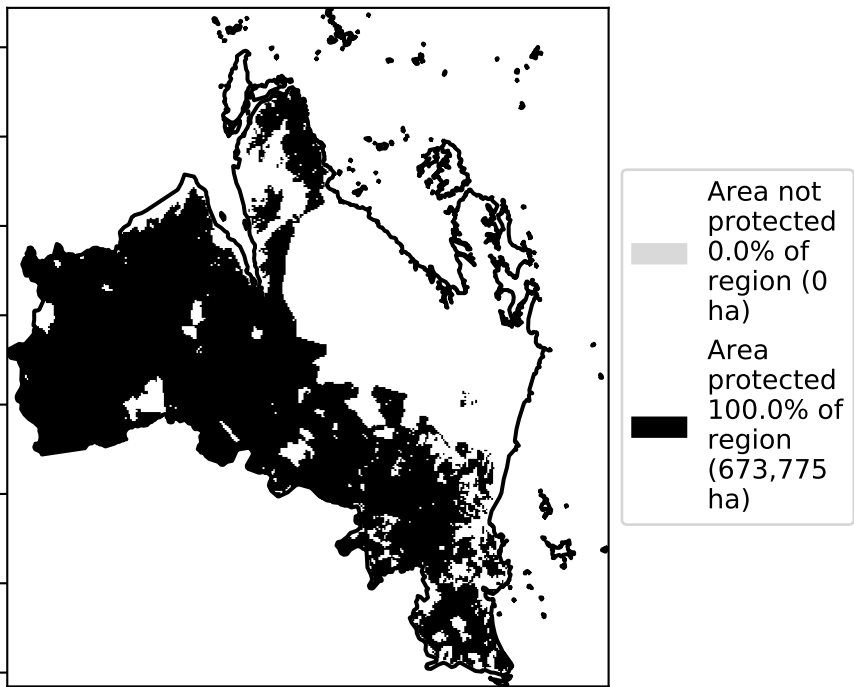 Area not
protected
0.0% of
region (0
ha)
Area
protected
100.0% of
region
(673,775
ha)